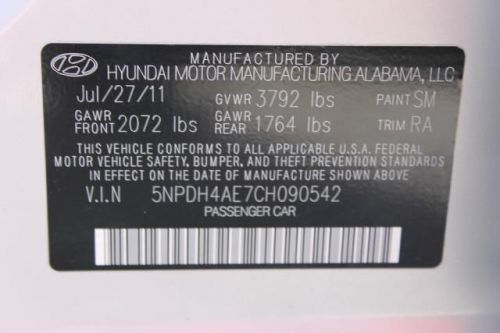 MANUFACTURED BY
HYUNDAI MOTOR MANUFACTURING ALABAMA, LLC
Jul/27/11 GVWR 3792 lbs PAINT SM
GAWR FRONT 2072 lbs GAWR REAR 1764 lbs TRIM RA
THIS VEHICLE CONFORMS TO ALL APPLICABLE U.S.A. FEDERAL
MOTOR VEHICLE SAFETY, BUMPER, AND THEFT PREVENTION
STANDARDS IN EFFECT ON THE DATE OF MANUFACTURE SHOWN ABOVE
V.I.N 5NPDH4AE7CH090542
PASSENGER CAR